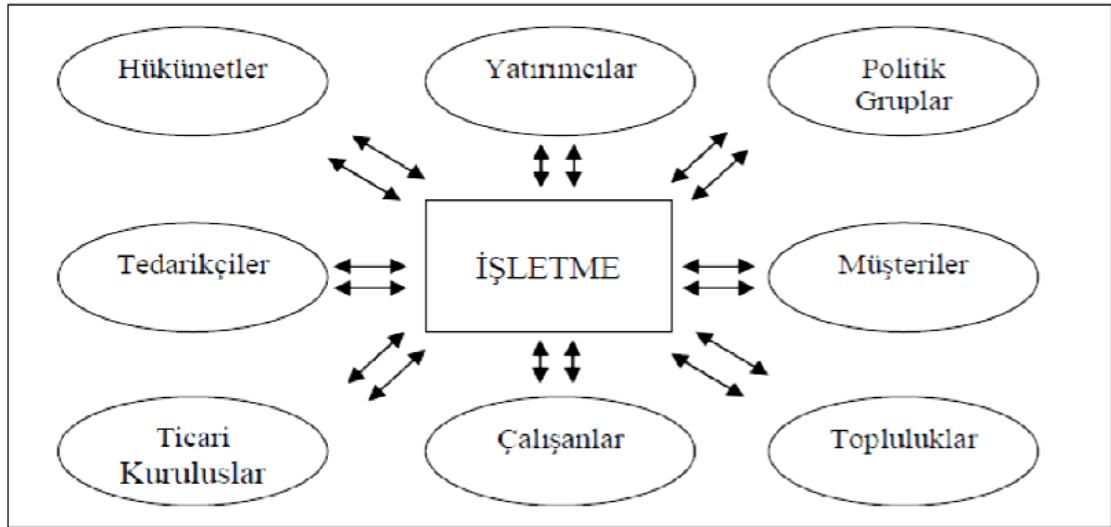 Hükümetler
Yatırımcılar
Politik
Gruplar
Tedarikçiler
İŞLETME
Müşteriler
Ticari
Kuruluslar
Çalışanlar
Topluluklar